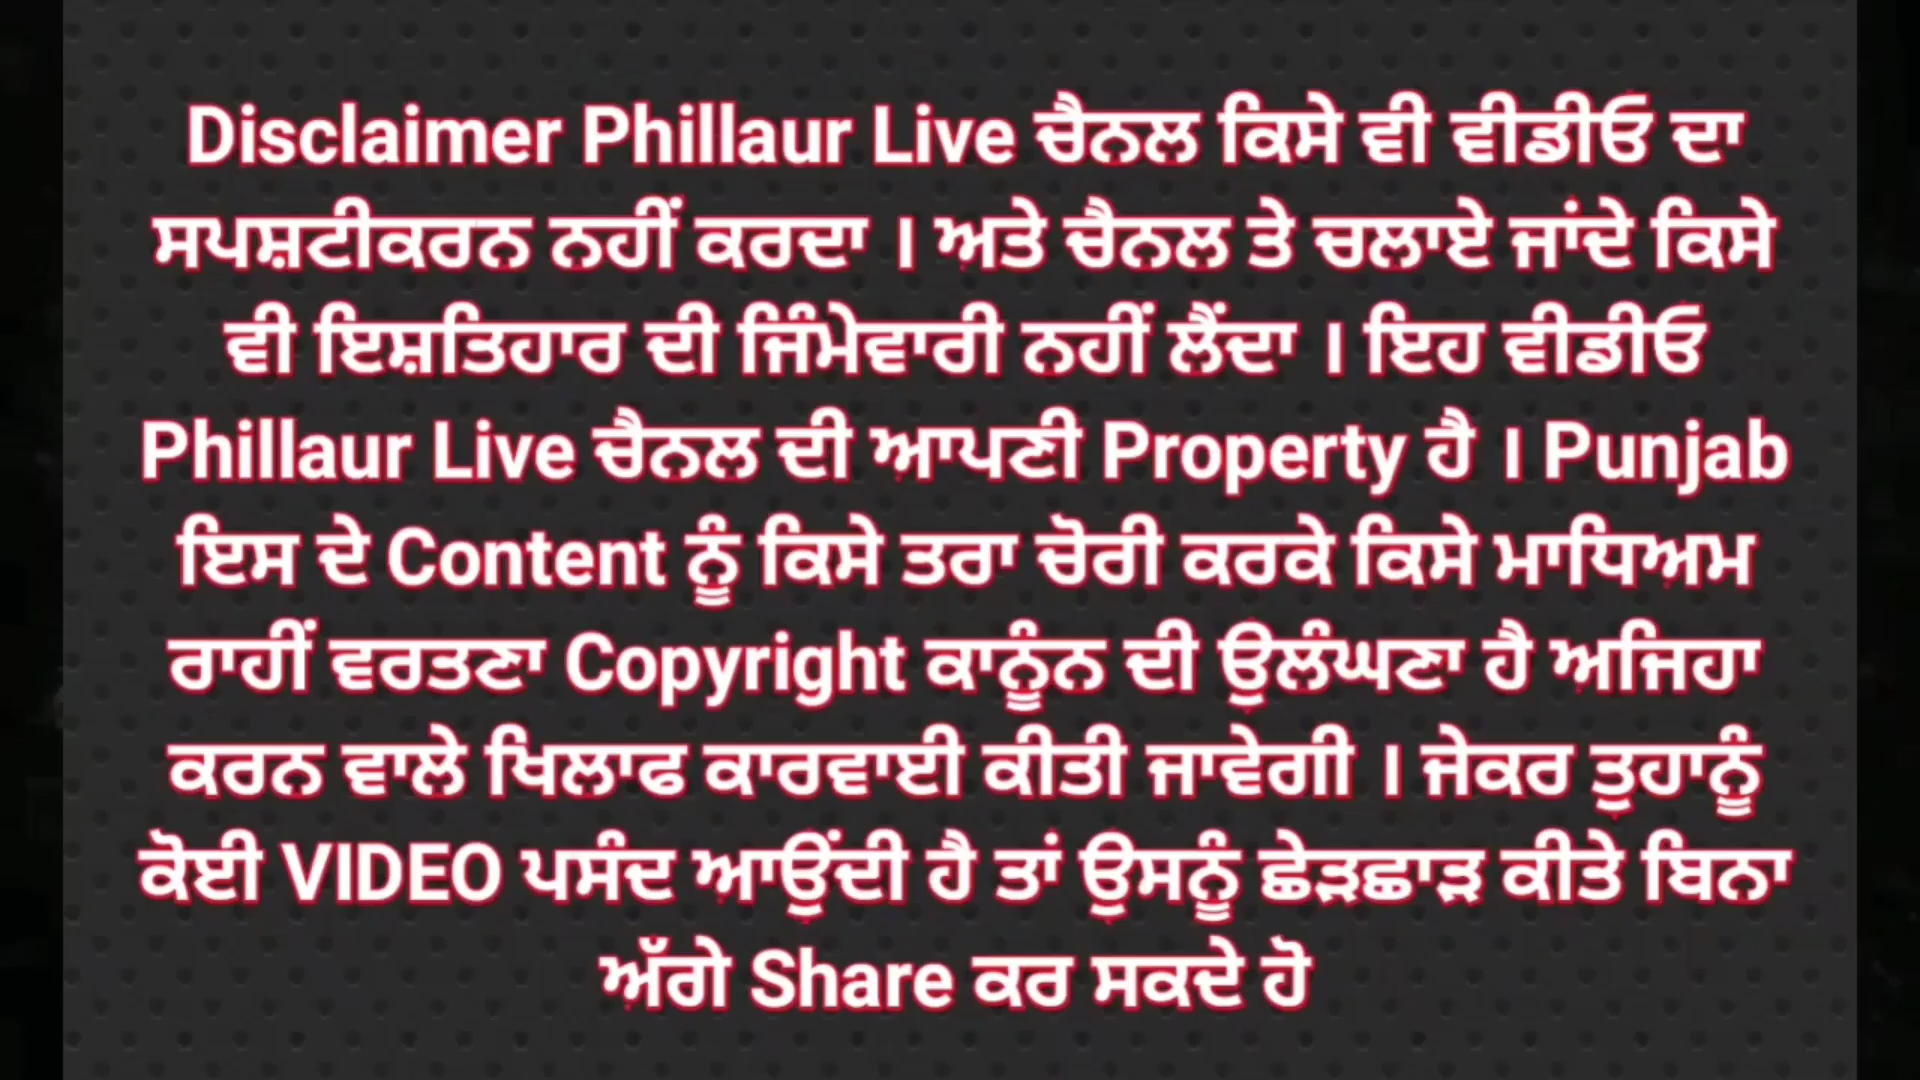 Disclaimer Phillaur Live ਚੈਨਲ ਕਿਸੇ ਵੀ ਵੀਡੀਓ ਦਾ
ਸਪਸ਼ਟੀਕਰਨ ਨਹੀਂ ਕਰਦਾ । ਅਤੇ ਚੈਨਲ ਤੇ ਚਲਾਏ ਜਾਂਦੇ ਕਿਸੇ
ਵੀ ਇਸ਼ਤਿਹਾਰ ਦੀ ਜਿੰਮੇਵਾਰੀ ਨਹੀਂ ਲੈਂਦਾ । ਇਹ ਵੀਡੀਓ
Phillaur Live ਚੈਨਲ ਦੀ ਆਪਣੀ Property ਹੈ । Punjab
ਇਸ ਦੇ Content ਨੂੰ ਕਿਸੇ ਤਰਾ ਚੋਰੀ ਕਰਕੇ ਕਿਸੇ ਮਾਧਿਅਮ
ਰਾਹੀਂ ਵਰਤਣਾ Copyright ਕਾਨੂੰਨ ਦੀ ਉਲੰਘਣਾ ਹੈ ਅਜਿਹਾ
ਕਰਨ ਵਾਲੇ ਖਿਲਾਫ ਕਾਰਵਾਈ ਕੀਤੀ ਜਾਵੇਗੀ । ਜੇਕਰ ਤੁਹਾਨੂੰ
ਕੋਈ VIDEO ਪਸੰਦ ਆਉਂਦੀ ਹੈ ਤਾਂ ਉਸਨੂੰ ਛੇੜਛਾੜ ਕੀਤੇ ਬਿਨਾ
ਅੱਗੇ Share ਕਰ ਸਕਦੇ ਹੋ